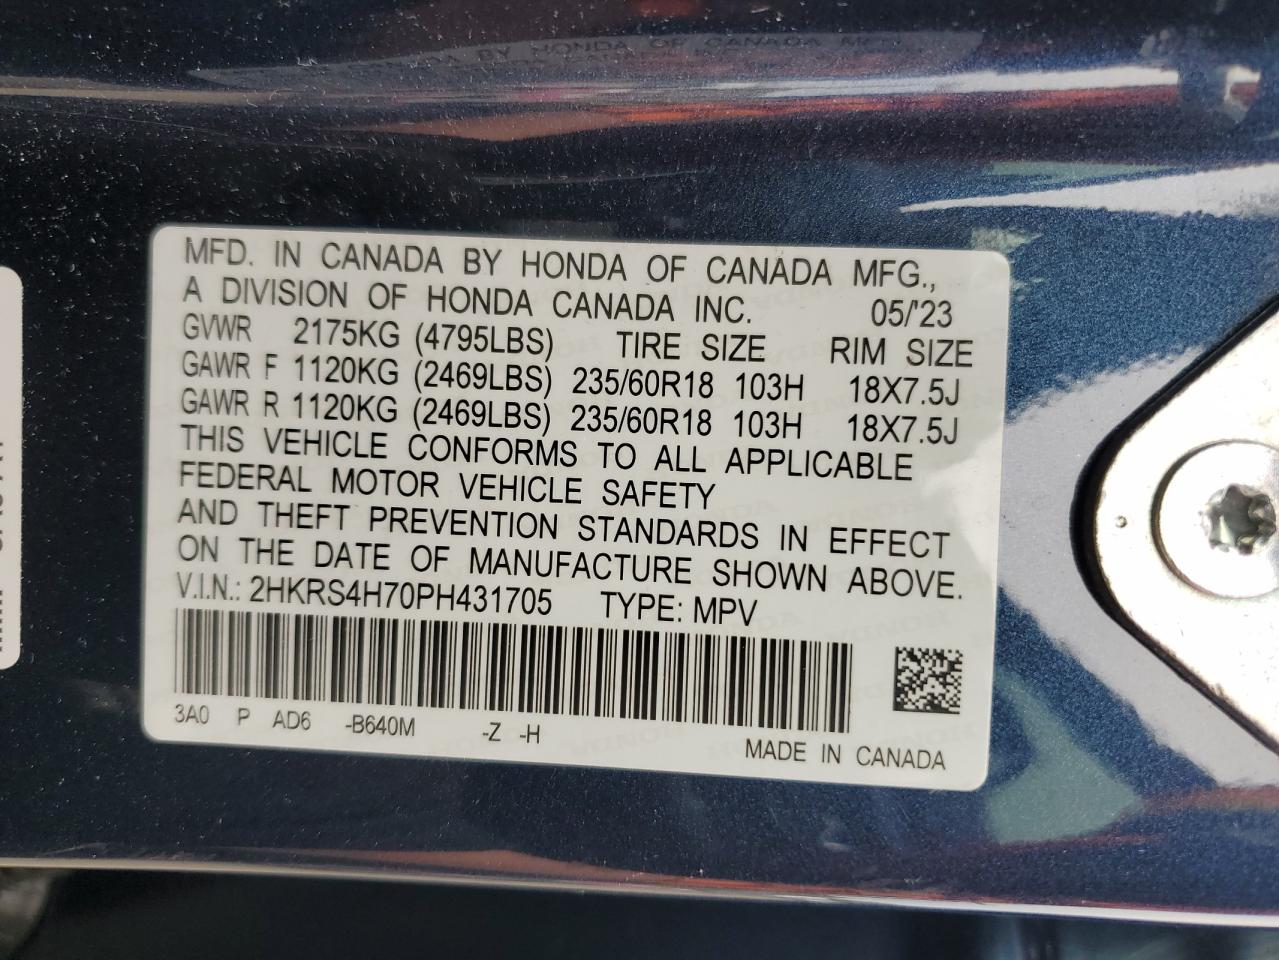 MFD. IN CANADA BY HONDA OF CANADA MFG.,
A DIVISION OF HONDA CANADA INC. 05/'23
GVWR 2175KG (4795LBS) TIRE SIZE RIM SIZE
GAWR F 1120KG (2469LBS) 235/60R18 103H 18X7.5J
GAWR R 1120KG (2469LBS) 235/60R18 103H 18X7.5J
THIS VEHICLE CONFORMS TO ALL APPLICABLE
FEDERAL MOTOR VEHICLE SAFETY
AND THEFT PREVENTION STANDARDS IN EFFECT
ON THE DATE OF MANUFACTURE SHOWN ABOVE.
V.I.N.: 2HKRS4H70PH431705 TYPE: MPV
3A0 P AD6 -B640M -Z -H
MADE IN CANADA